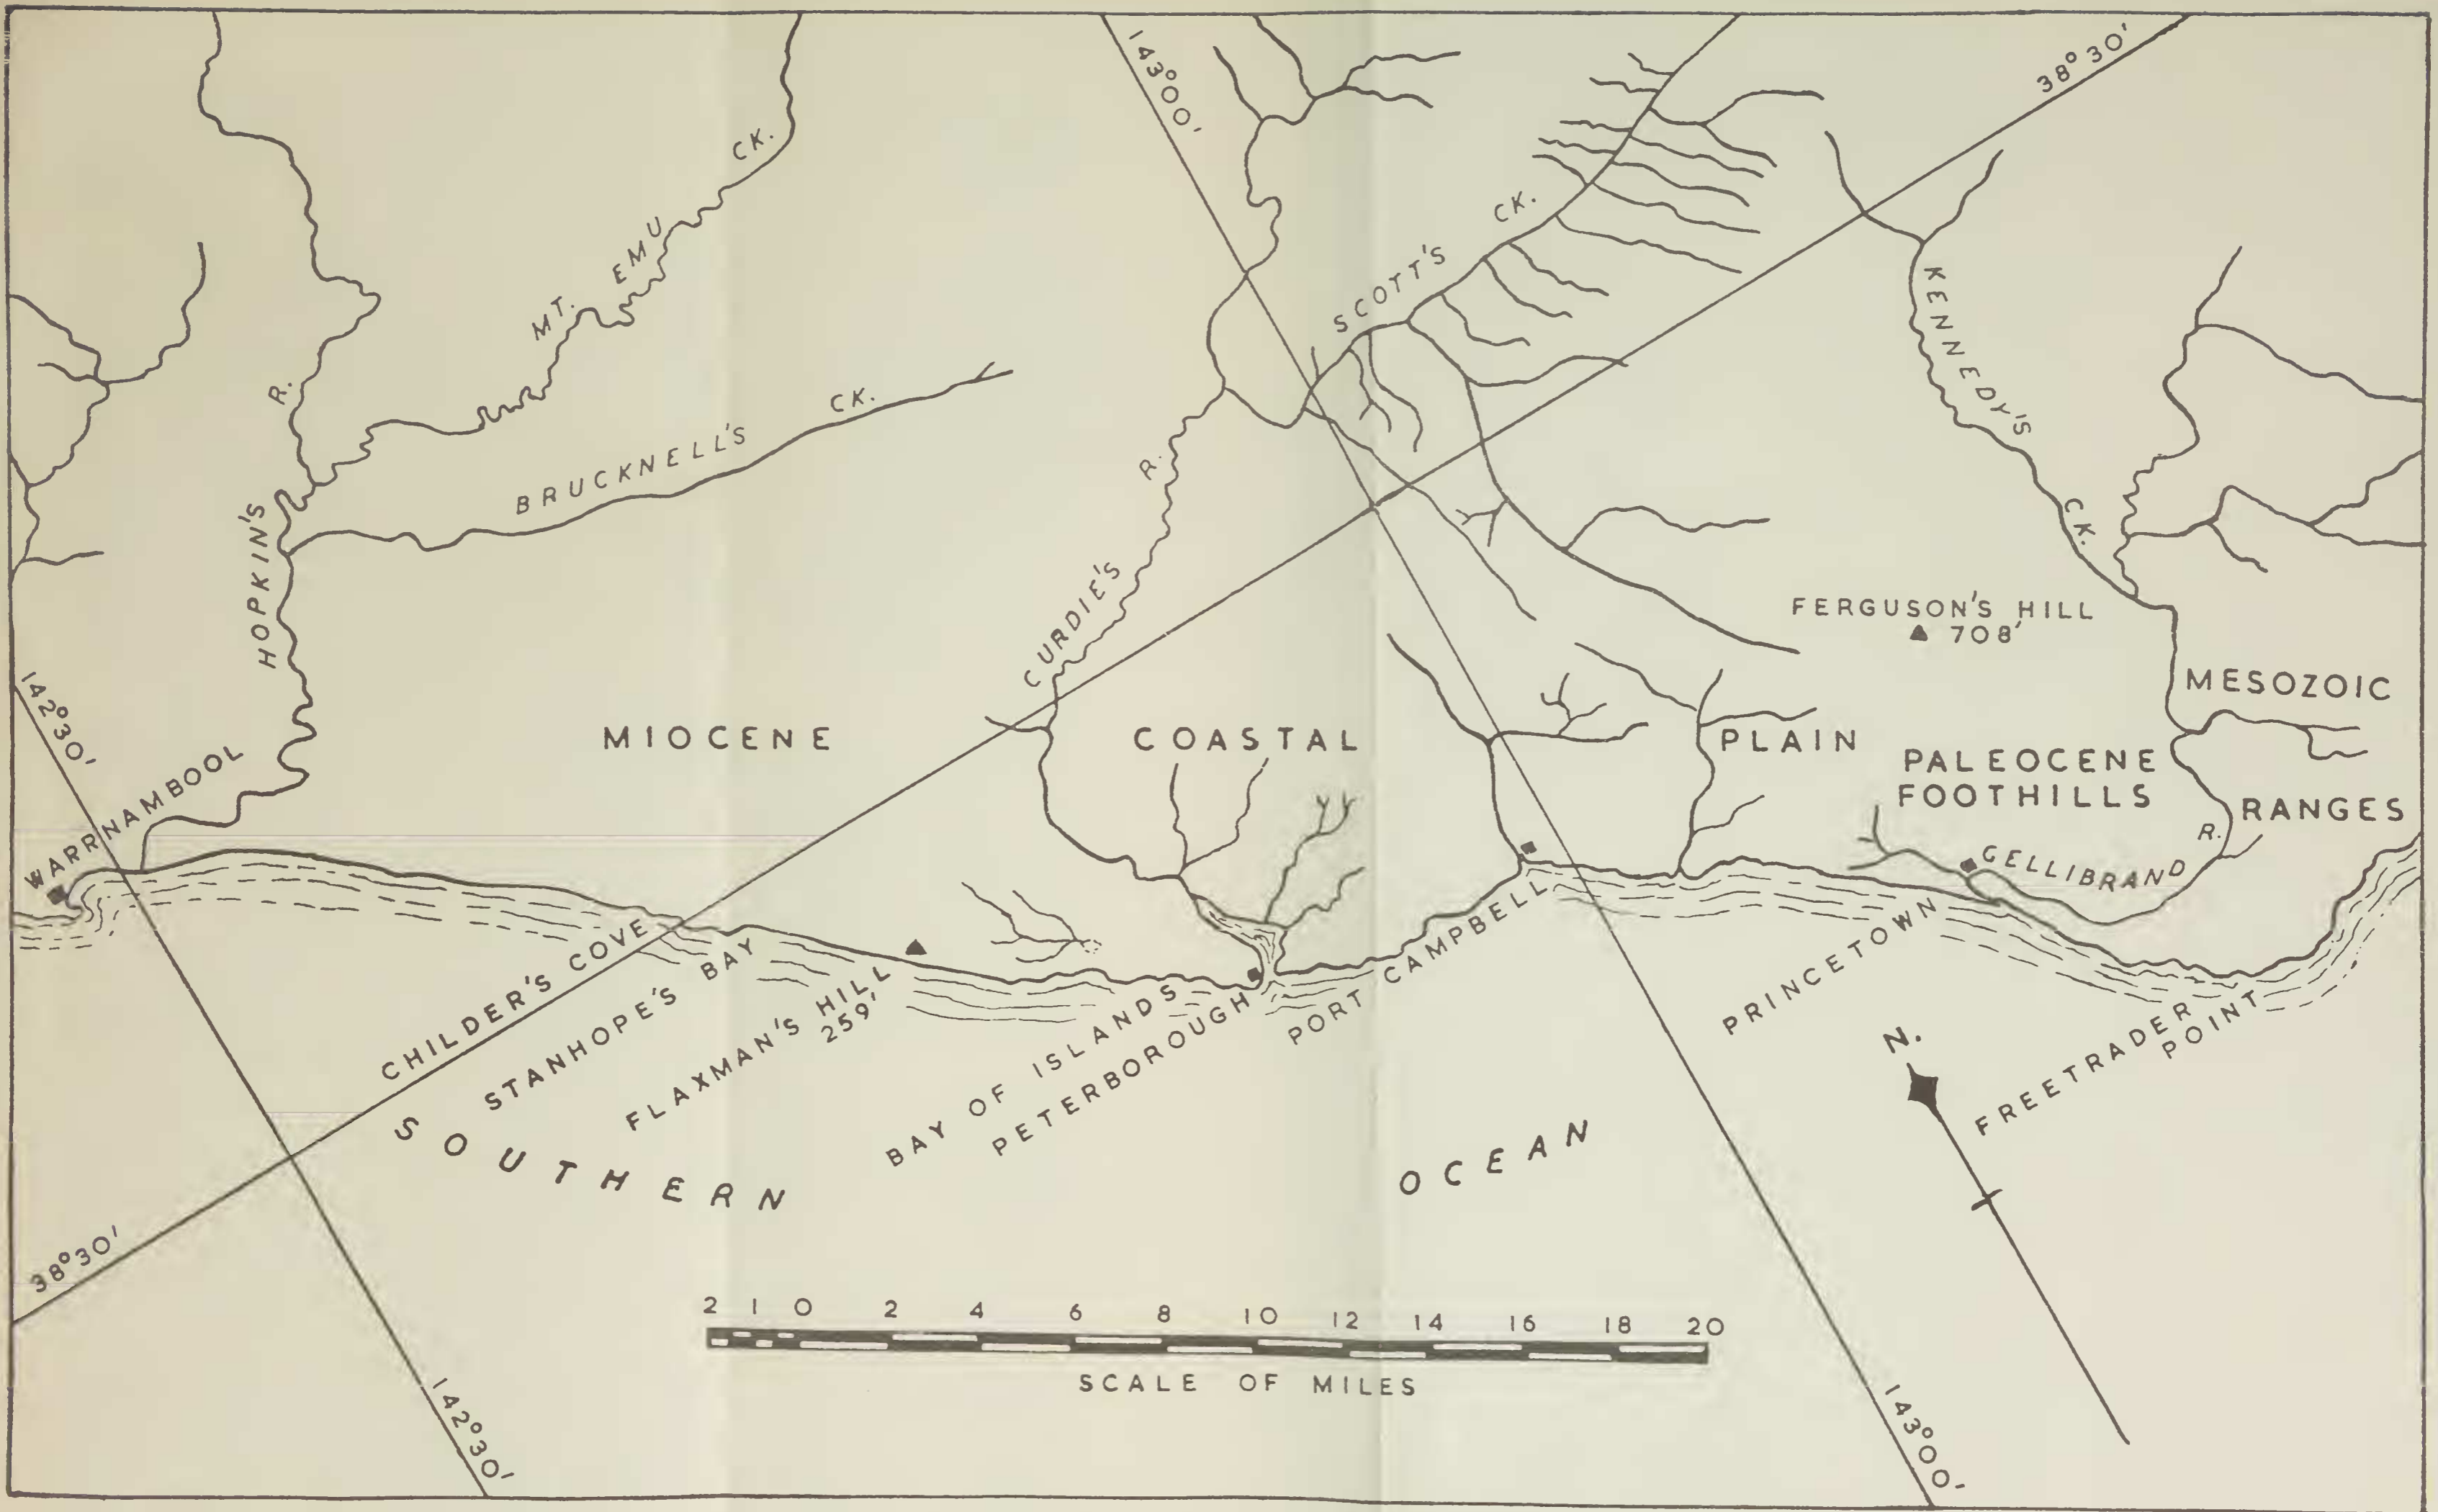 143°00'
38°30'
MT. EMU CK.
SCOTT'S CK.
HOPKIN'S R.
BRUCKNELL'S CK.
CURDIE'S R.
KENNEDY'S CK.
FERGUSON'S HILL
708'
142°30'
WARRNAMBOOL
MIOCENE COASTAL PLAIN
PALEOCENE
FOOTHILLS
MESOZOIC
RANGES
GELLIBRAND R.
CHILDER'S COVE
STANHOPE'S BAY
FLAXMAN'S HILL
259'
BAY OF ISLANDS
PETERBOROUGH
PORT CAMPBELL
PRINCETOWN
FREETRADER
POINT
N.
SOUTHERN OCEAN
38°30'
142°30'
143°00'
2 1 0 2 4 6 8 10 12 14 16 18 20
SCALE OF MILES